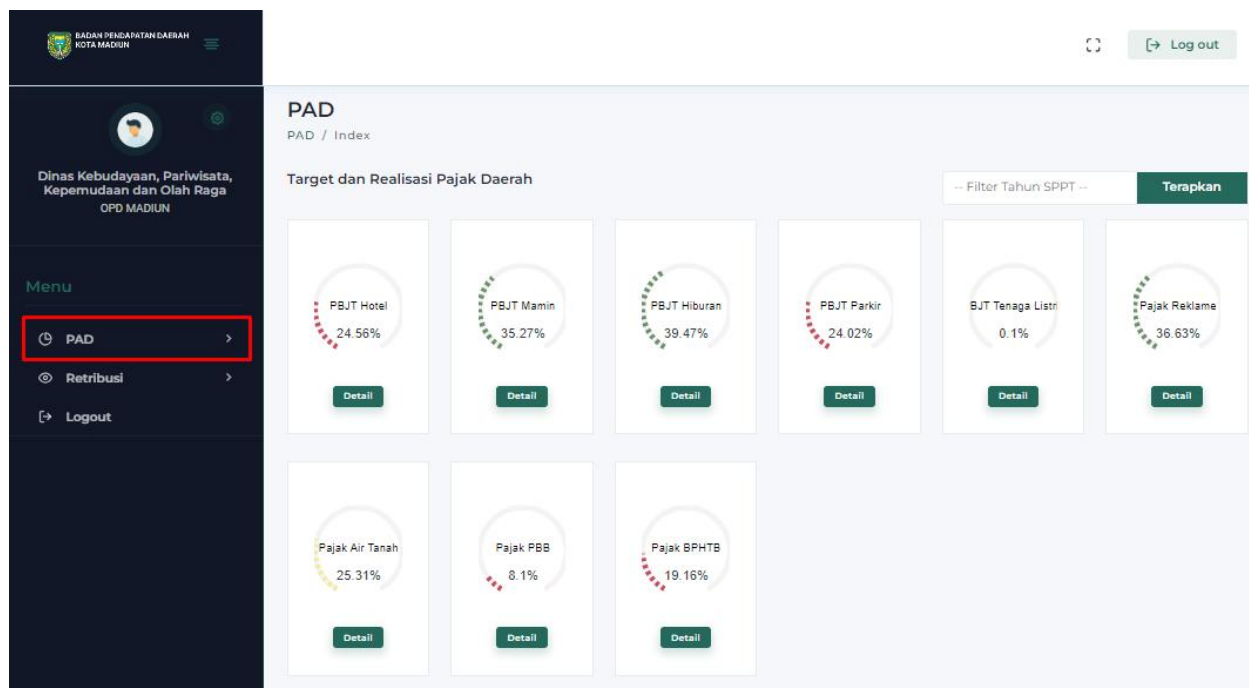 BADAN PENDAPATAN DAERAH
KOTA MADIUN
Log out
Dinas Kebudayaan, Pariwisata,
Kepemudaan dan Olah Raga
OPD MADIUN
Menu
PAD
Retribusi
Logout
PAD
PAD / Index
Target dan Realisasi Pajak Daerah
-- Filter Tahun SPPT --
Terapkan
PBJT Hotel
24.56%
Detail
PBJT Mamin
35.27%
Detail
PBJT Hiburan
39.47%
Detail
PBJT Parkir
24.02%
Detail
BJT Tenaga Listri
0.1%
Detail
Pajak Reklame
36.63%
Detail
Pajak Air Tanah
25.31%
Detail
Pajak PBB
8.1%
Detail
Pajak BPHTB
19.16%
Detail